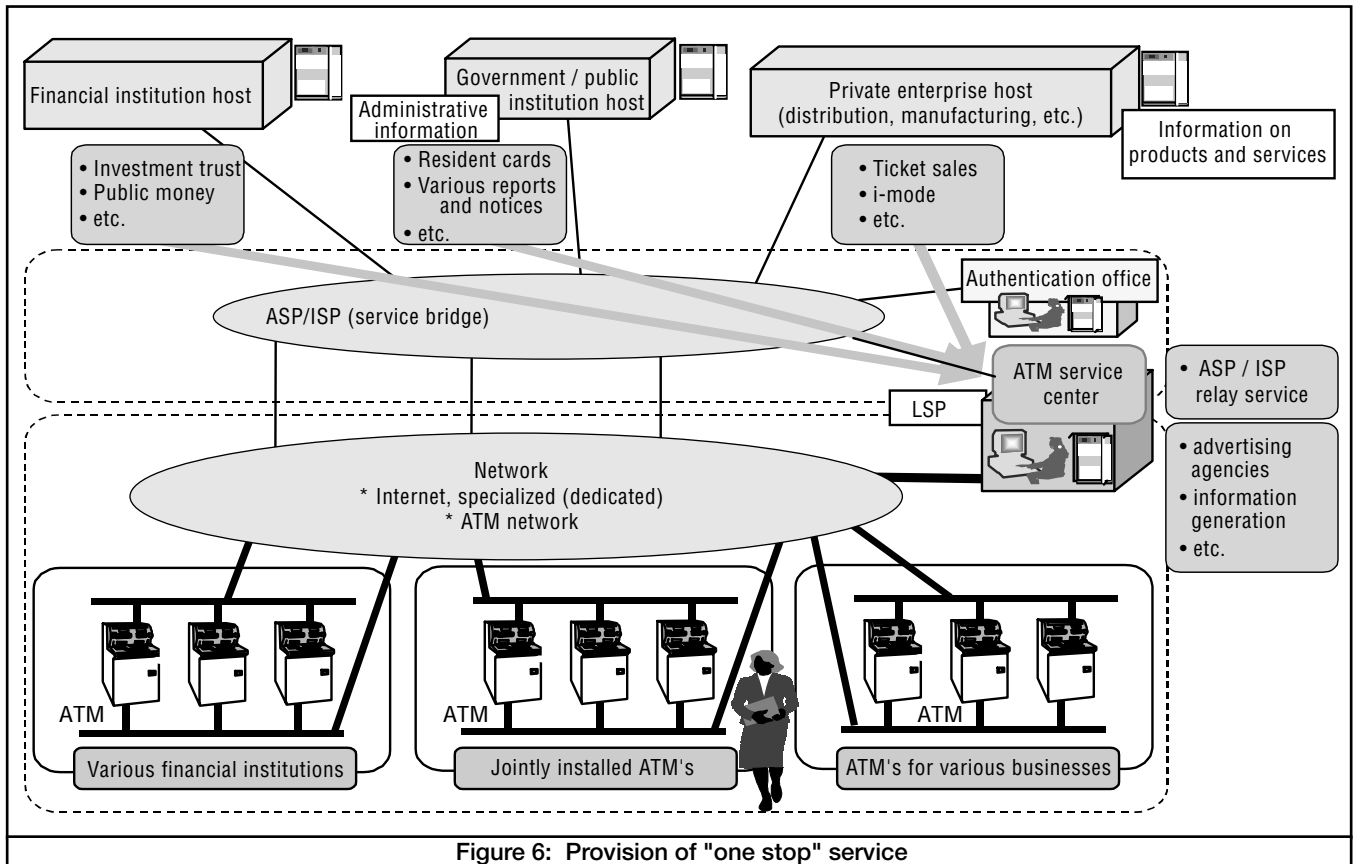 Financial institution host
Government / public
institution host
Administrative
information
Private enterprise host
(distribution, manufacturing, etc.)
Information on
products and services
• Investment trust
• Public money
• etc.
• Resident cards
• Various reports
and notices
• etc.
• Ticket sales
• i-mode
• etc.
Authentication office
ASP/ISP (service bridge)
ATM service
center
LSP
• ASP / ISP
relay service
• advertising
agencies
• information
generation
• etc.
Network
* Internet, specialized (dedicated)
* ATM network
ATM
Various financial institutions
ATM
Jointly installed ATM's
ATM
ATM's for various businesses
Figure 6: Provision of "one stop" service